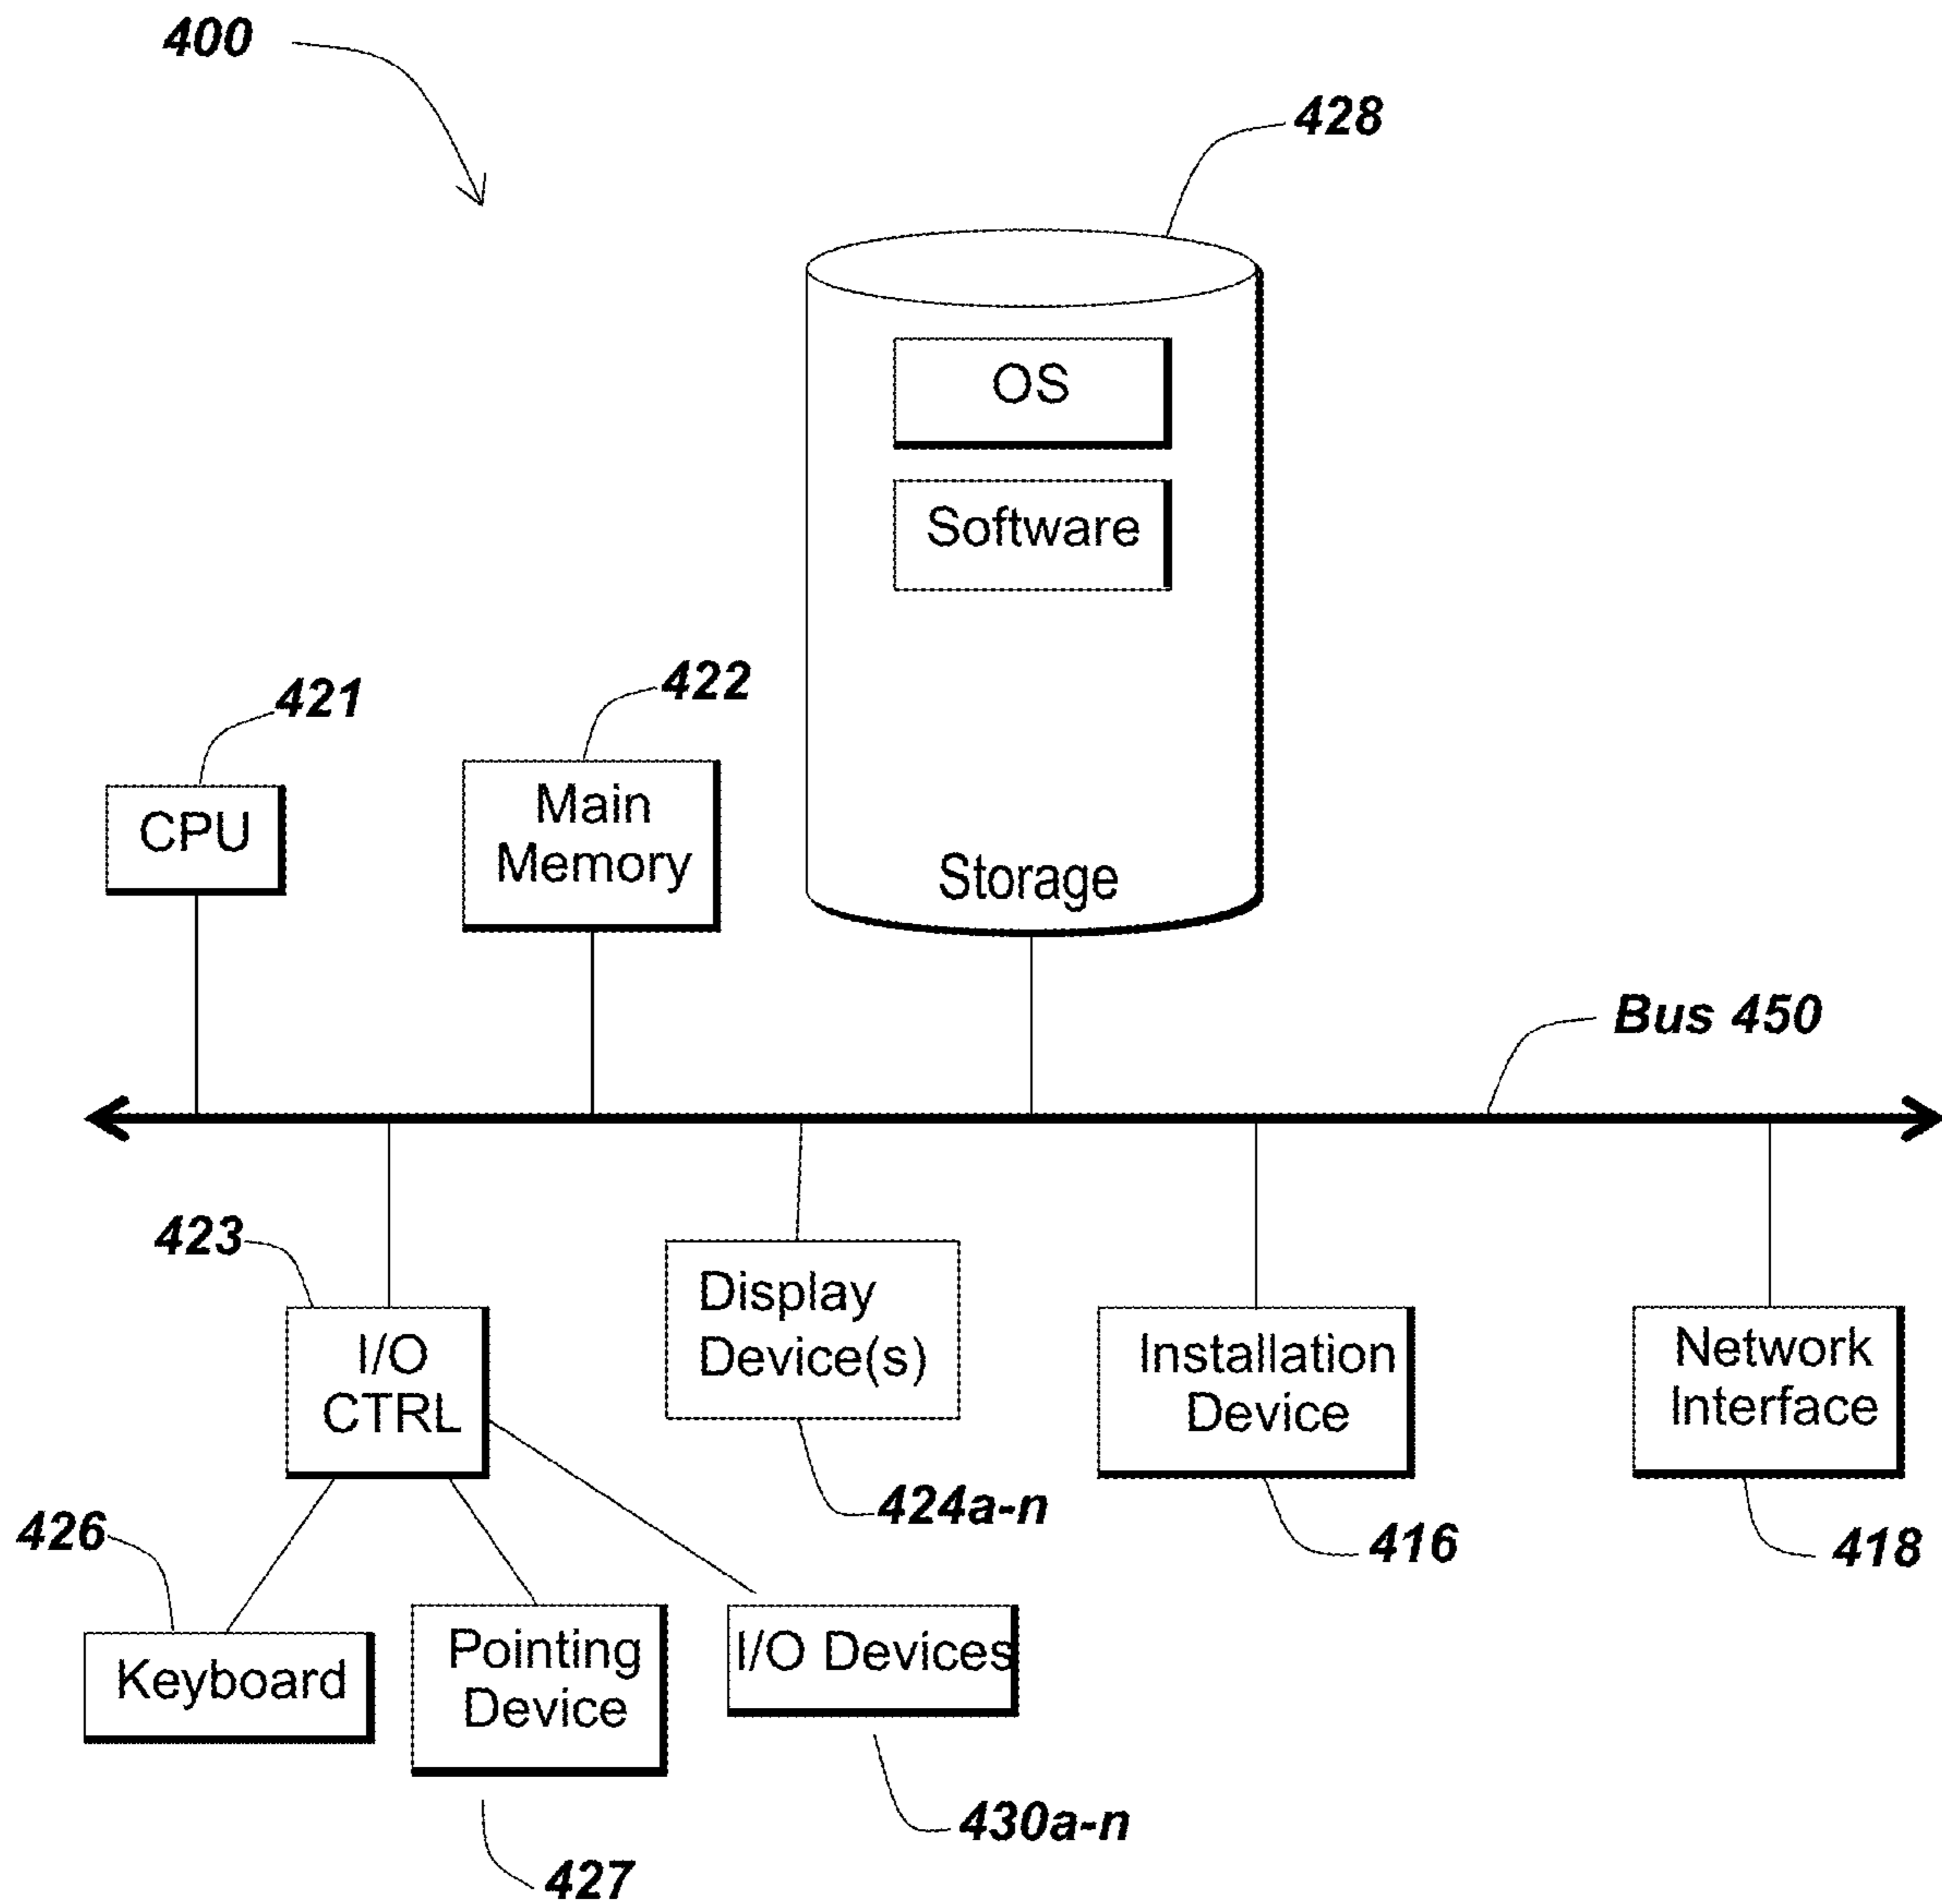 400
428
OS
Software
421
422
CPU
Main
Memory
Storage
Bus 450
423
I/O
CTRL
Display
Device(s)
Installation
Device
Network
Interface
424a-n
416
418
426
Keyboard
Pointing
Device
I/O Devices
430a-n
427